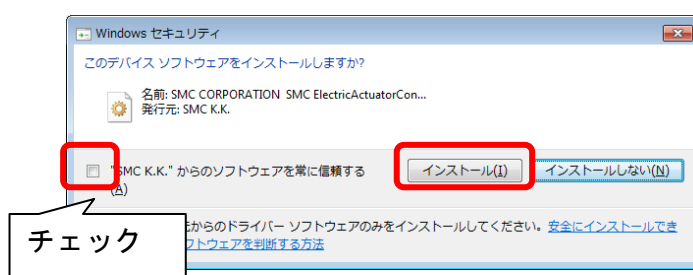 Windows セキュリティ
このデバイス ソフトウェアをインストールしますか?
名前: SMC CORPORATION SMC ElectricActuatorCon...
発行元: SMC K.K.
"SMC K.K." からのソフトウェアを常に信頼する
(A)
インストール(I)
インストールしない(N)
チェック
からのドライバー ソフトウェアのみをインストールしてください。安全にインストールでき
フトウェアを判断する方法